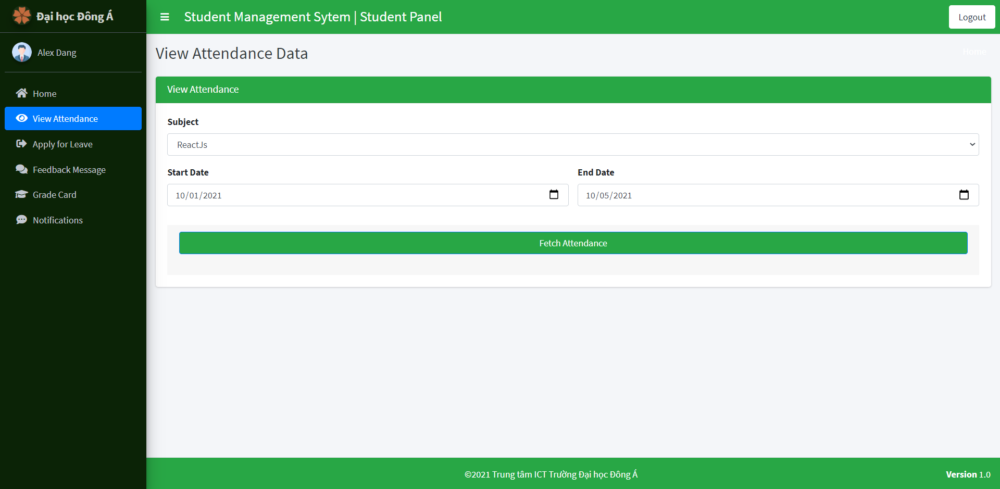 Đại học Đông Á
Student Management Sytem | Student Panel
Logout
Alex Dang
View Attendance Data
Home
Home
View Attendance
Apply for Leave
Feedback Message
Grade Card
Notifications
View Attendance
Subject
ReactJs
Start Date
End Date
10/01/2021
10/05/2021
Fetch Attendance
©2021 Trung tâm ICT Trường Đại học Đông Á
Version 1.0